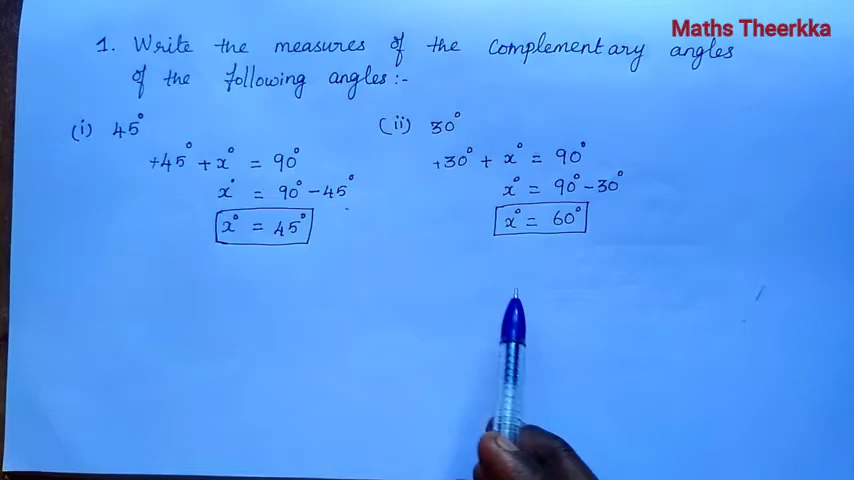 Maths Theerkka
1. Write the measures of the complementary angles
of the following angles:-
(i) 45°
+45° + x° = 90°
x° = 90° - 45°
x° = 45°
(ii) 30°
+30° + x° = 90°
x° = 90° - 30°
x° = 60°